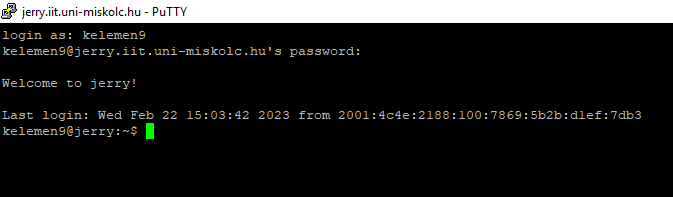 jerry.iit.uni-miskolc.hu - PuTTY
login as: kelemen9
kelemen9@jerry.iit.uni-miskolc.hu's password:
Welcome to jerry!
Last login: Wed Feb 22 15:03:42 2023 from 2001:4c4e:2188:100:7869:5b2b:d1ef:7db3
kelemen9@jerry:~$